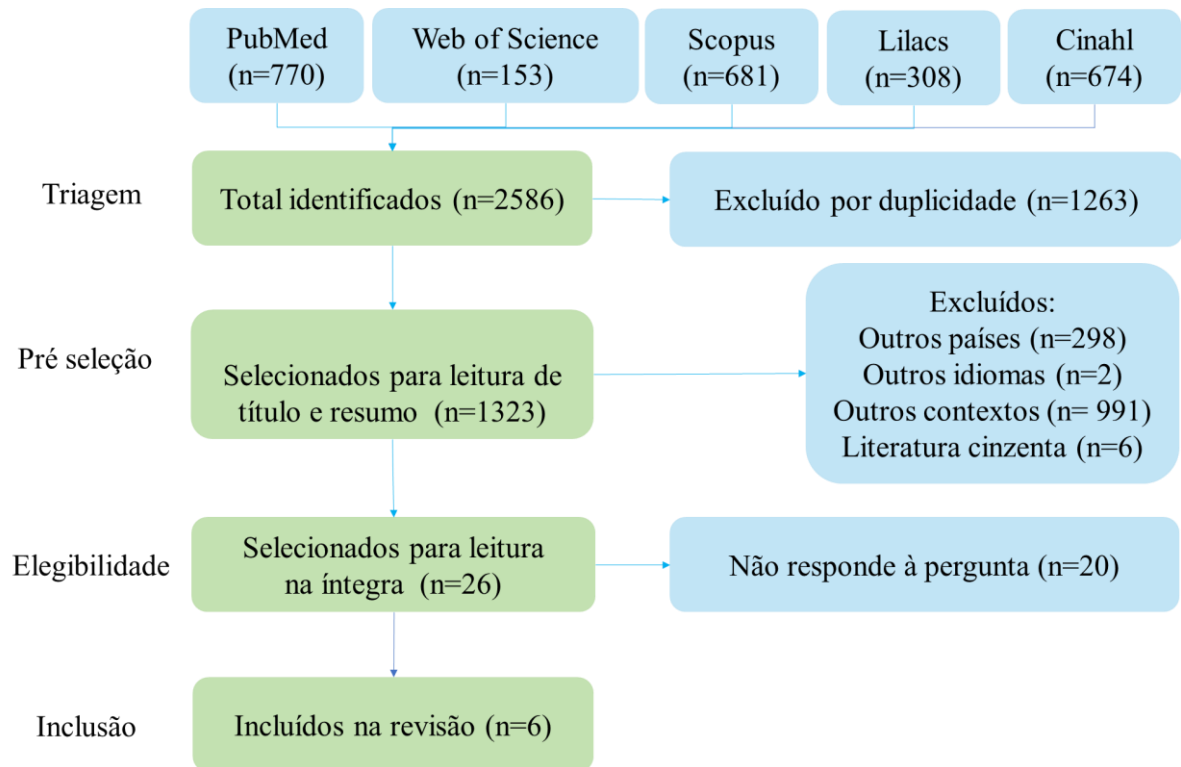 PubMed
(n=770)
Web of Science
(n=153)
Scopus
(n=681)
Lilacs
(n=308)
Cinahl
(n=674)
Triagem
Total identificados (n=2586)
Excluído por duplicidade (n=1263)
Pré seleção
Selecionados para leitura de
título e resumo (n=1323)
Excluídos:
Outros países (n=298)
Outros idiomas (n=2)
Outros contextos (n= 991)
Literatura cinzenta (n=6)
Elegibilidade
Selecionados para leitura
na íntegra (n=26)
Não responde à pergunta (n=20)
Inclusão
Incluídos na revisão (n=6)